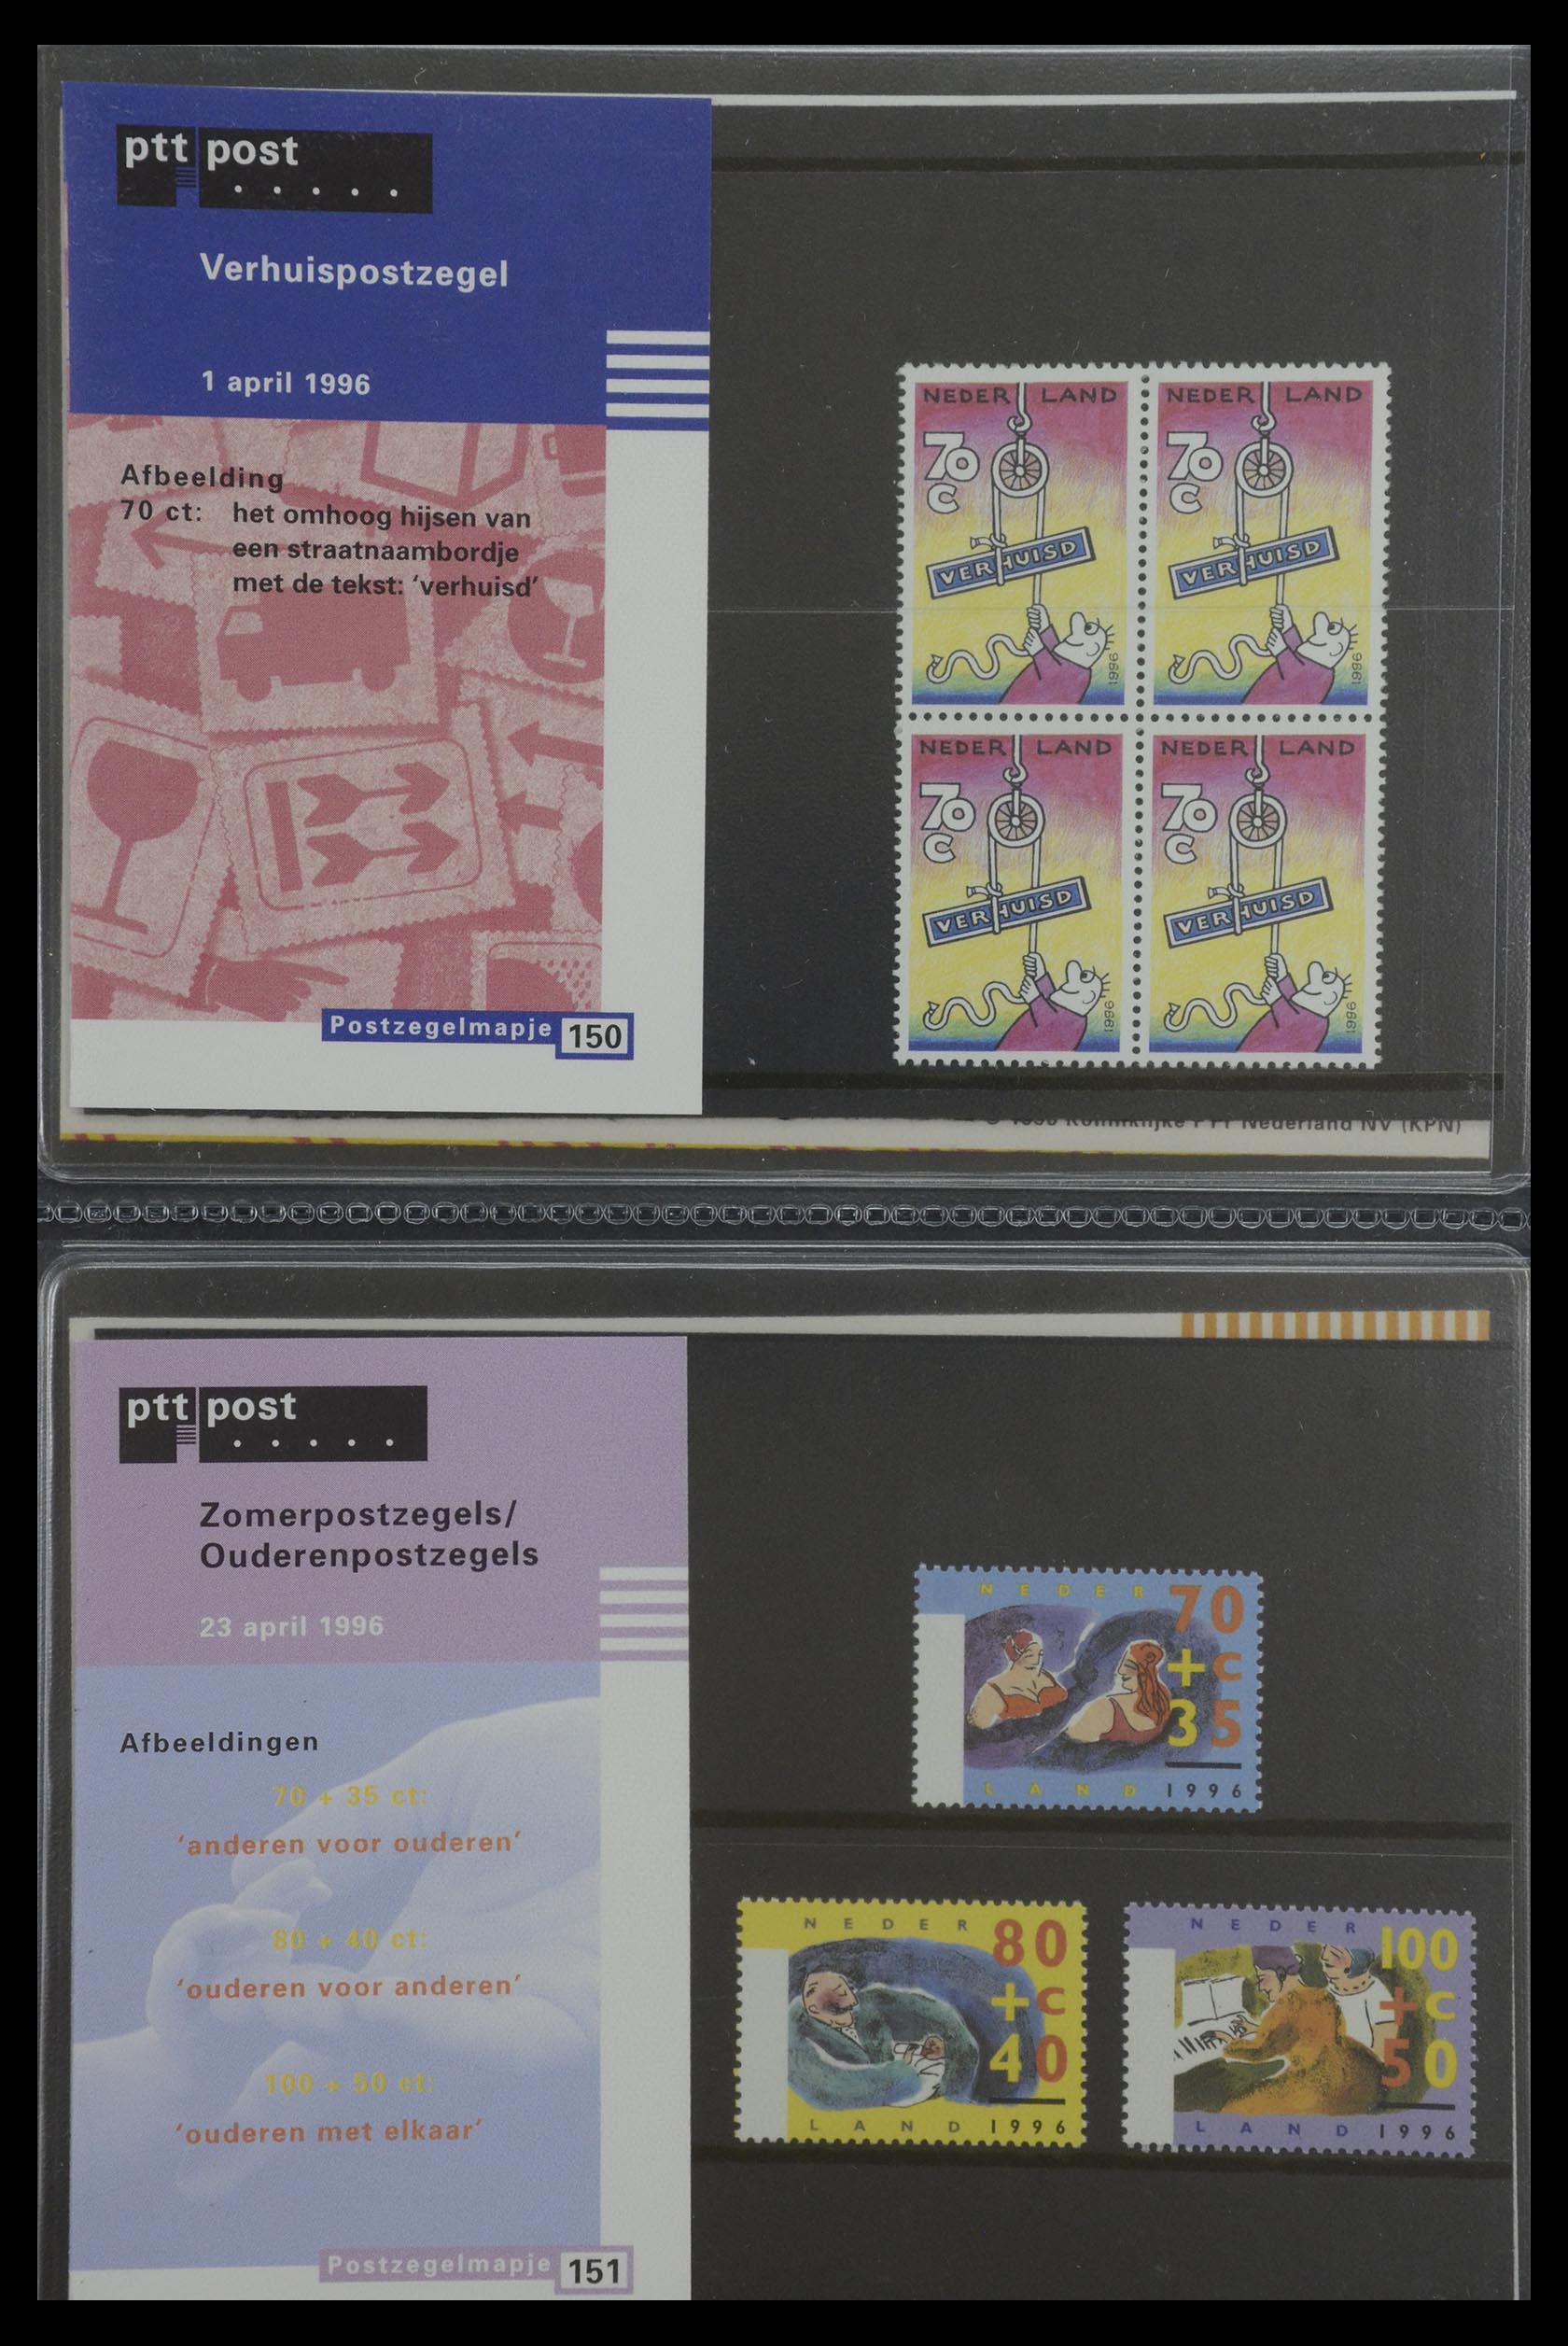 ptt post
Verhuispostzegel
1 april 1996
Afbeelding
70 ct: het omhoog hijsen van
een straatnaambordje
met de tekst: ‘verhuisd’
Postzegelmapje 150
NEDER LAND
70
C
VERHUISD
1996
NEDER LAND
70
C
VERHUISD
1996
NEDER LAND
70
C
VERHUISD
1996
NEDER LAND
70
C
VERHUISD
1996
Nederland NV (KPN)
ptt post
Zomerpostzegels/
Ouderenpostzegels
23 april 1996
Afbeeldingen
70 + 35 ct:
‘anderen voor ouderen’
80 + 40 ct:
‘ouderen voor anderen’
100 + 50 ct:
‘ouderen met elkaar’
Postzegelmapje 151
NEDER 70
+c
35
LAND 1996
NEDER 80
+c
40
LAND 1996
NEDER 100
+c
50
LAND 1996